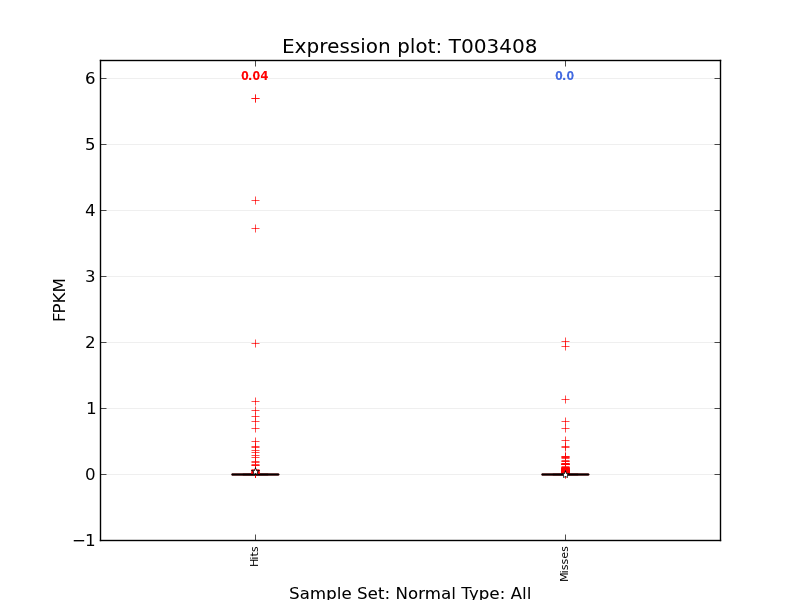 Expression plot: T003408
0.04 0.0
6
5
4
3
2
1
0
−1
FPKM
Hits
Misses
Sample Set: Normal Type: All